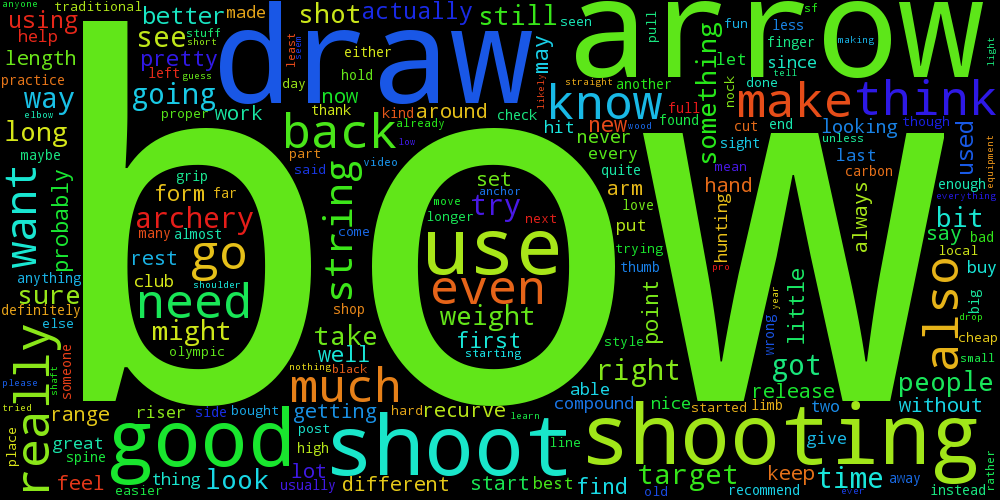 anyone
traditional
using
help
length
practice
elbow
way
long
maybe
want
probably
anything
sure
definitely
else
really
please
shaft
someone
tried
place
range
great
spine
feel
easier
thing
look
made
better
stuff
short
see
pretty
left
guess
going
proper
work
draw
shot
actually
still
seen
least
seem
either
hold
day
now
thank
kind
around
already
check
back
low
part
said
video
string
come
shop
bow
grip
form
far
archery
many
almost
rest
go
club
shoulder
need
might
olympic
set
anchor
move
try
longer
next
use
even
weight
first
starting
arrow
may
likely
straight
another
know
hit
new
wood
full
found
never
every
quite
arm
love
put
trying
thumb
point
style
pull
fun
let
something
nock
less
finger
since
tell
done
sf
making
light
make
think
cut
end
looking
though
unless
sight
last
used
mean
carbon
hand
enough
equipment
everything
hunting
always
bit
say
bad
local
pro
buy
also
big
drop
cheap
small
year
wrong
little
got
right
release
people
without
take
well
nothing
black
much
getting
hard
recurve
learn
able
compound
nice
started
limb
two
riser
side
bought
post
high
line
good
shoot
shooting
give
lot
usually
different
start
best
find
target
old
keep
recommend
time
ever
away
instead
rather